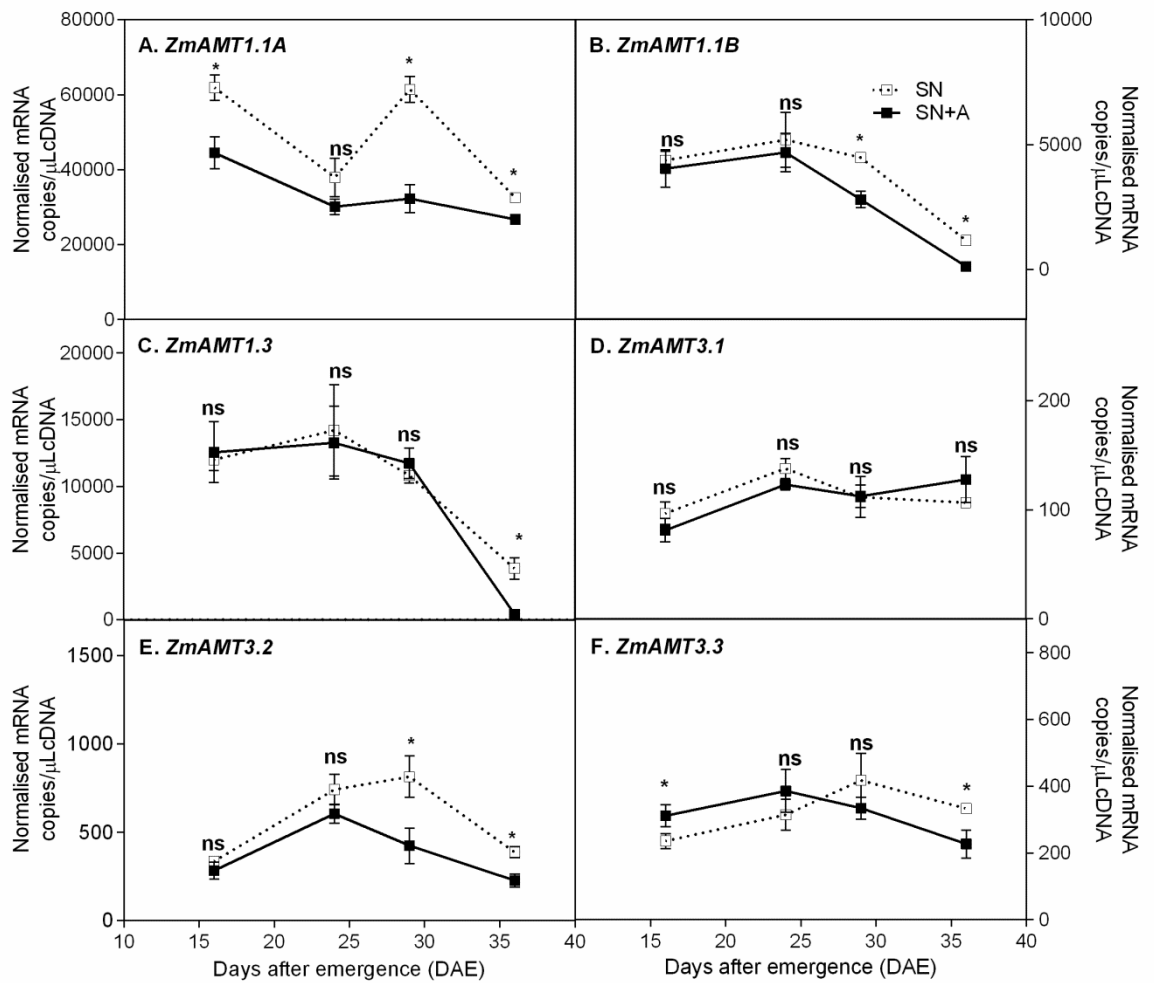 A. ZmAMT1.1A
80000
60000
40000
20000
0
Normalised mRNA
copies/μLcDNA
*
ns
*
*
B. ZmAMT1.1B
SN
SN+A
ns
ns
*
*
10000
5000
0
Normalised mRNA
copies/μLcDNA
C. ZmAMT1.3
20000
15000
10000
5000
0
Normalised mRNA
copies/μLcDNA
ns
ns
ns
*
D. ZmAMT3.1
ns
ns
ns
ns
200
100
0
Normalised mRNA
copies/μLcDNA
E. ZmAMT3.2
1500
1000
500
0
Normalised mRNA
copies/μLcDNA
ns
ns
*
*
10 15 20 25 30 35 40
Days after emergence (DAE)
F. ZmAMT3.3
*
ns
ns
*
800
600
400
200
0
Normalised mRNA
copies/μLcDNA
15 20 25 30 35 40
Days after emergence (DAE)